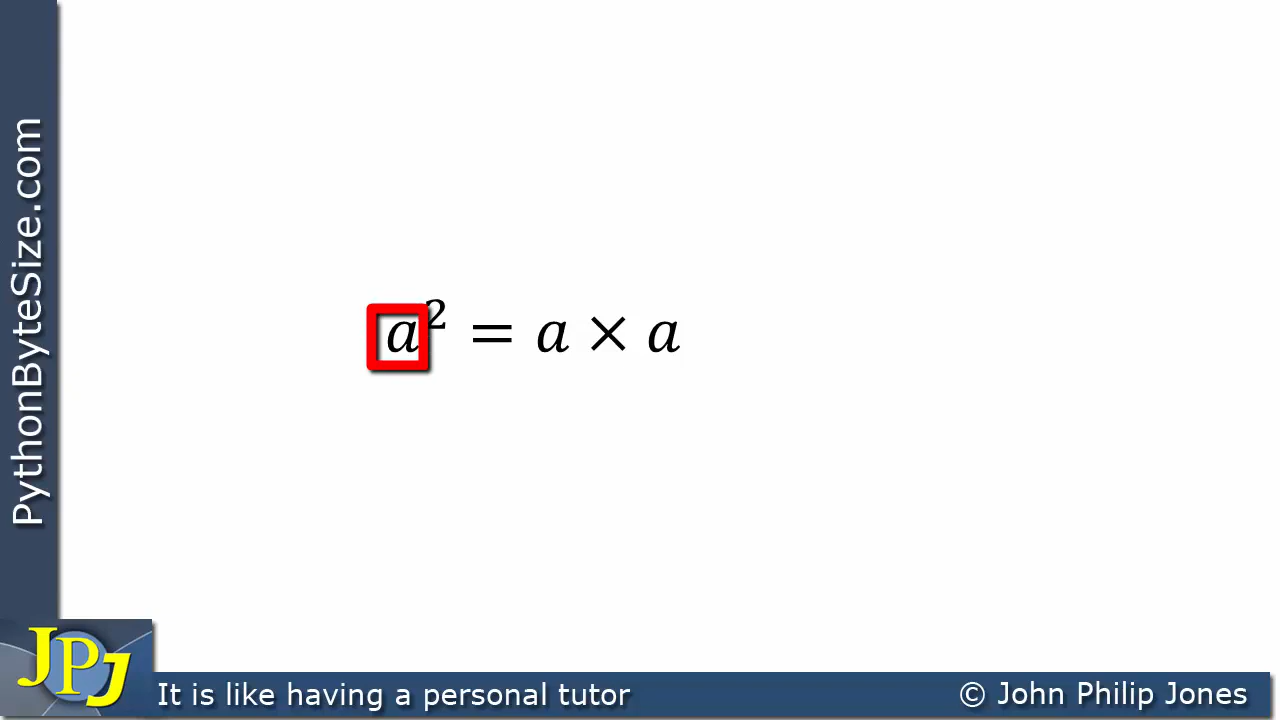 PythonByteSize.com
a² = a × a
JPJ
It is like having a personal tutor
© John Philip Jones